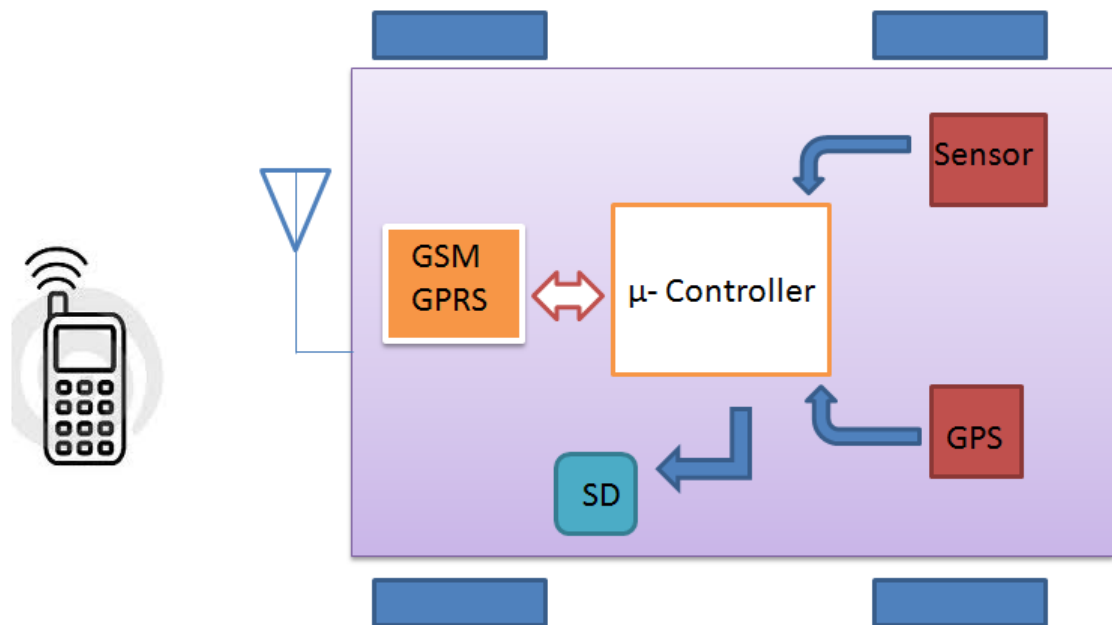 Sensor
GSM
GPRS
μ- Controller
GPS
SD